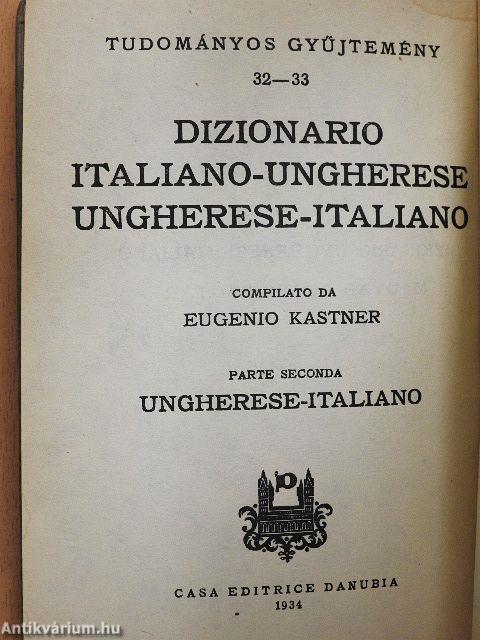 TUDOMÁNYOS GYŰJTEMÉNY
32—33
DIZIONARIO
ITALIANO-UNGHERESE
UNGHERESE-ITALIANO
COMPILATO DA
EUGENIO KASTNER
PARTE SECONDA
UNGHERESE-ITALIANO
CASA EDITRICE DANUBIA
1934
Antikvárium.hu